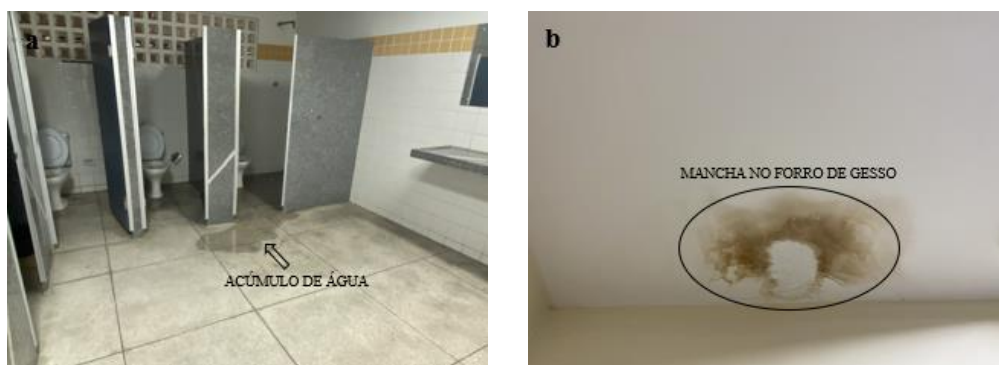 a
ACÚMULO DE ÁGUA
b
MANCHA NO FORRO DE GESSO